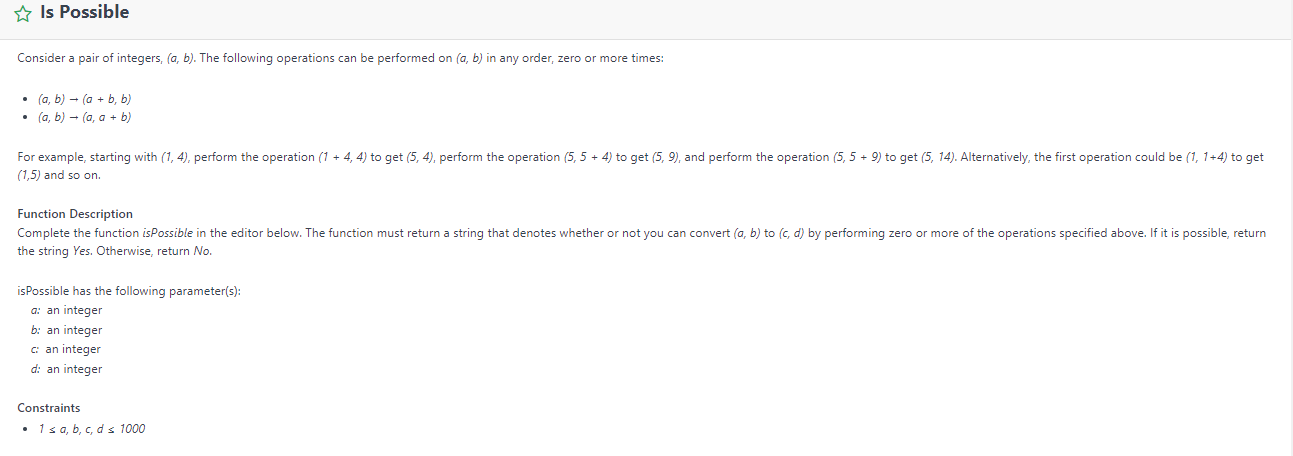 Is Possible
Consider a pair of integers, (a, b). The following operations can be performed on (a, b) in any order, zero or more times:
• (a, b) → (a + b, b)
• (a, b) → (a, a + b)
For example, starting with (1, 4), perform the operation (1 + 4, 4) to get (5, 4), perform the operation (5, 5 + 4) to get (5, 9), and perform the operation (5, 5 + 9) to get (5, 14). Alternatively, the first operation could be (1, 1+4) to get
(1,5) and so on.
Function Description
Complete the function isPossible in the editor below. The function must return a string that denotes whether or not you can convert (a, b) to (c, d) by performing zero or more of the operations specified above. If it is possible, return
the string Yes. Otherwise, return No.
isPossible has the following parameter(s):
a: an integer
b: an integer
c: an integer
d: an integer
Constraints
• 1 ≤ a, b, c, d ≤ 1000